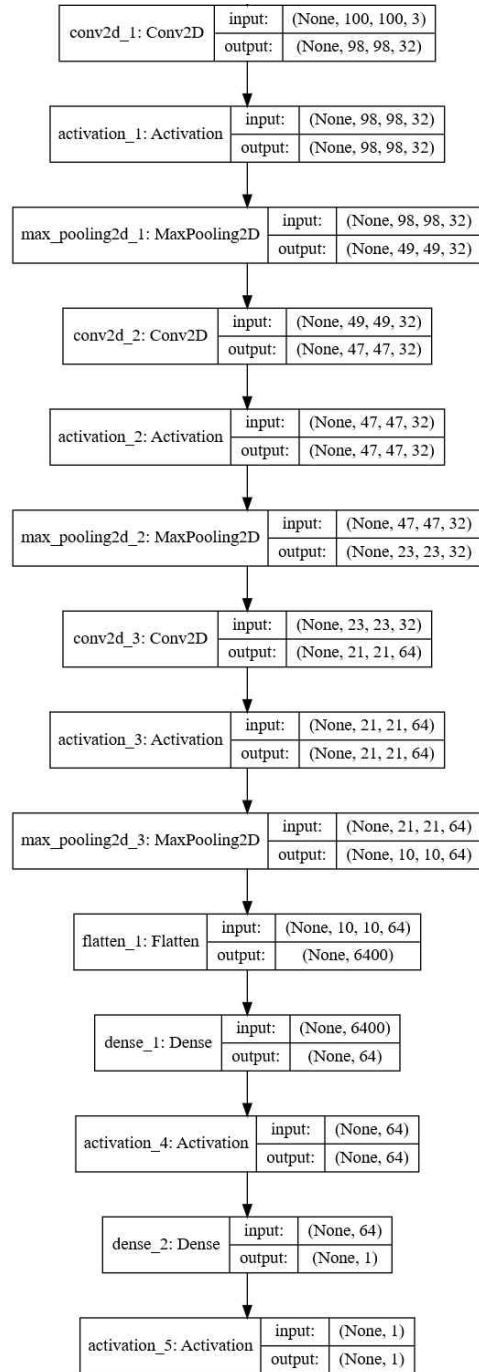 conv2d_1: Conv2D
input: (None, 100, 100, 3)
output: (None, 98, 98, 32)
activation_1: Activation
input: (None, 98, 98, 32)
output: (None, 98, 98, 32)
max_pooling2d_1: MaxPooling2D
input: (None, 98, 98, 32)
output: (None, 49, 49, 32)
conv2d_2: Conv2D
input: (None, 49, 49, 32)
output: (None, 47, 47, 32)
activation_2: Activation
input: (None, 47, 47, 32)
output: (None, 47, 47, 32)
max_pooling2d_2: MaxPooling2D
input: (None, 47, 47, 32)
output: (None, 23, 23, 32)
conv2d_3: Conv2D
input: (None, 23, 23, 32)
output: (None, 21, 21, 64)
activation_3: Activation
input: (None, 21, 21, 64)
output: (None, 21, 21, 64)
max_pooling2d_3: MaxPooling2D
input: (None, 21, 21, 64)
output: (None, 10, 10, 64)
flatten_1: Flatten
input: (None, 10, 10, 64)
output: (None, 6400)
dense_1: Dense
input: (None, 6400)
output: (None, 64)
activation_4: Activation
input: (None, 64)
output: (None, 64)
dense_2: Dense
input: (None, 64)
output: (None, 1)
activation_5: Activation
input: (None, 1)
output: (None, 1)